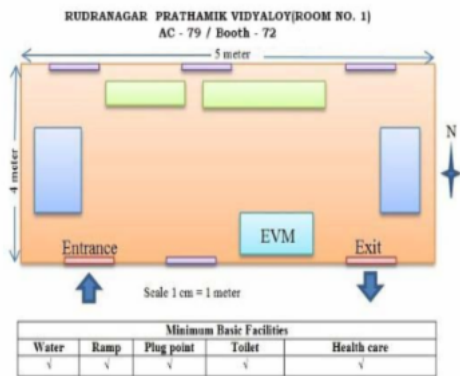 RUDRANAGAR PRATHAMIK VIDYALOY(ROOM NO. 1)
AC - 79 / Booth - 72
5 meter
4 meter
N
Entrance
EVM
Exit
Scale 1 cm = 1 meter
Minimum Basic Facilities
Water Ramp Plug point Toilet Health care
√ √ √ √ √